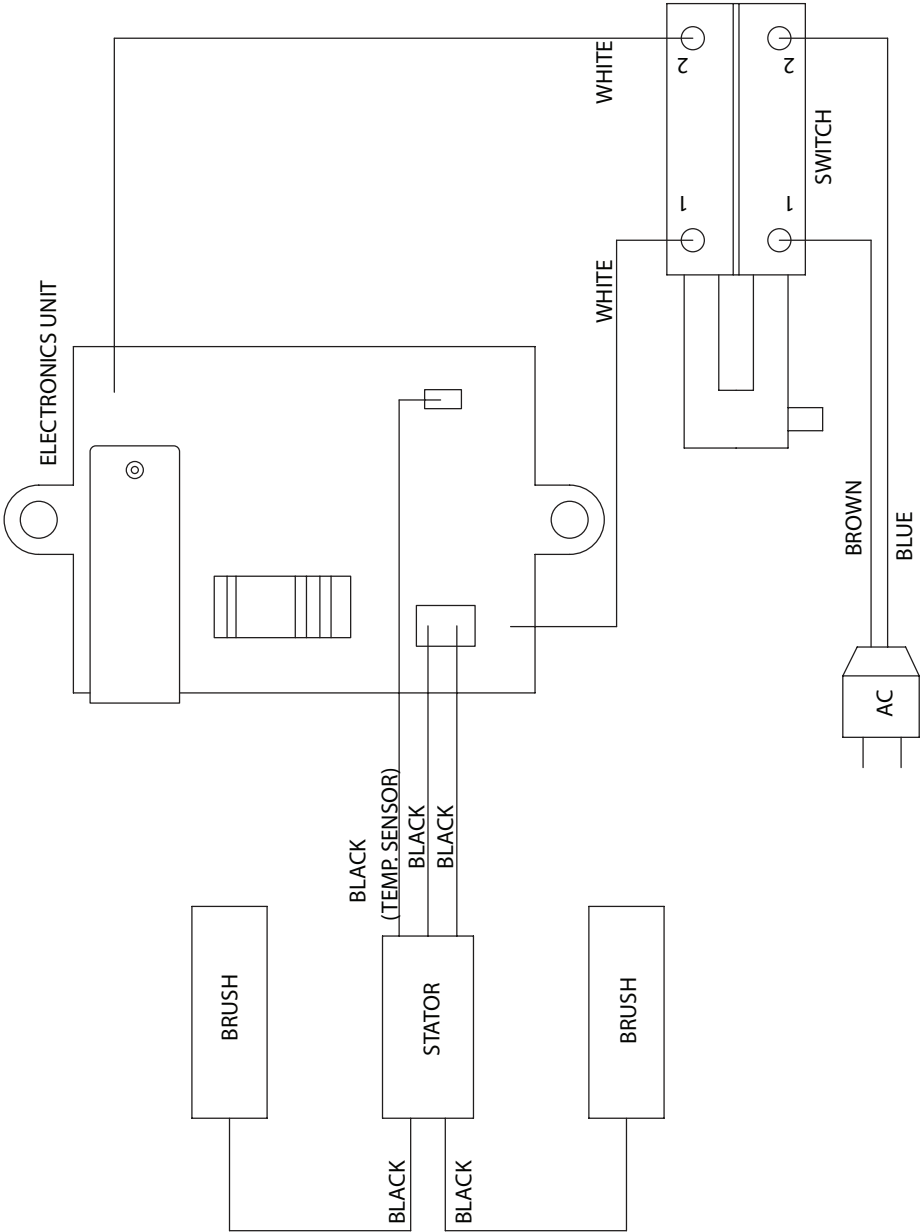 ELECTRONICS UNIT
WHITE
2
2
SWITCH
1
1
WHITE
BROWN
BLUE
AC
BLACK
(TEMP. SENSOR)
BLACK
BLACK
BRUSH
STATOR
BRUSH
BLACK
BLACK